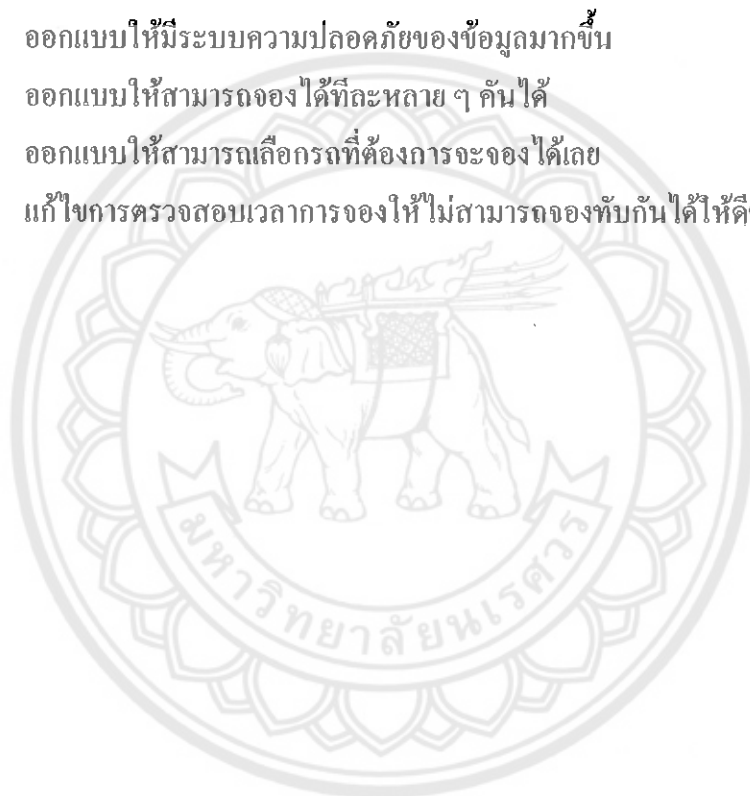 ออกแบบให้มีระบบความปลอดภัยของข้อมูลมากขึ้น
ออกแบบให้สามารถจองได้ทีละหลาย ๆ คันได้
ออกแบบให้สามารถเลือกรถที่ต้องการจะจองได้เลย
แก้ไขการตรวจสอบเวลาการจองให้ไม่สามารถจองทับกันได้ให้ดี
มหาวิทยาลัยนเรศวร